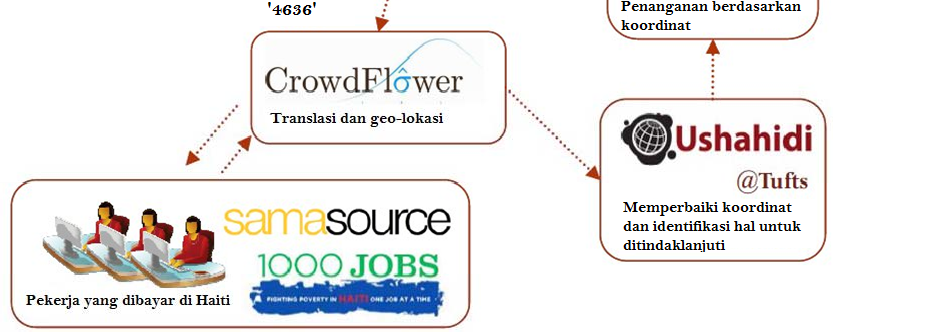 '4636'
Penanganan berdasarkan
koordinat
CrowdFlôwer
Translasi dan geo-lokasi
Ushahidi
@Tufts
Memperbaiki koordinat
dan identifikasi hal untuk
ditindaklanjuti
samasource
1000 JOBS
FIGHTING POVERTY IN HAITI ONE JOB AT A TIME
Pekerja yang dibayar di Haiti